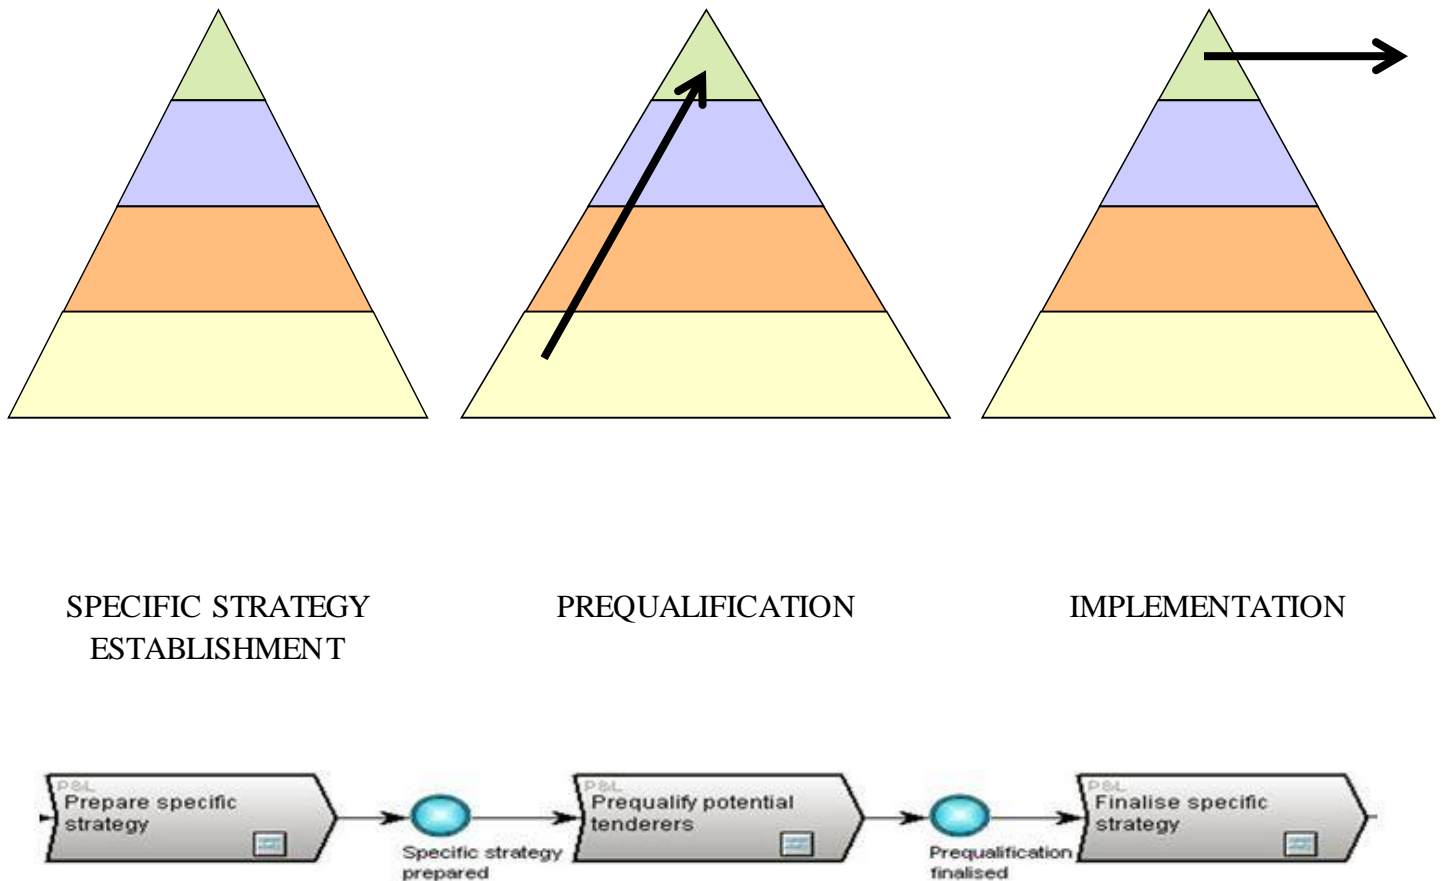 SPECIFIC STRATEGY
ESTABLISHMENT
PREQUALIFICATION
IMPLEMENTATION
P&L
Prepare specific
strategy
Specific strategy
prepared
P&L
Prequalify potential
tenderers
Prequalification
finalised
P&L
Finalise specific
strategy